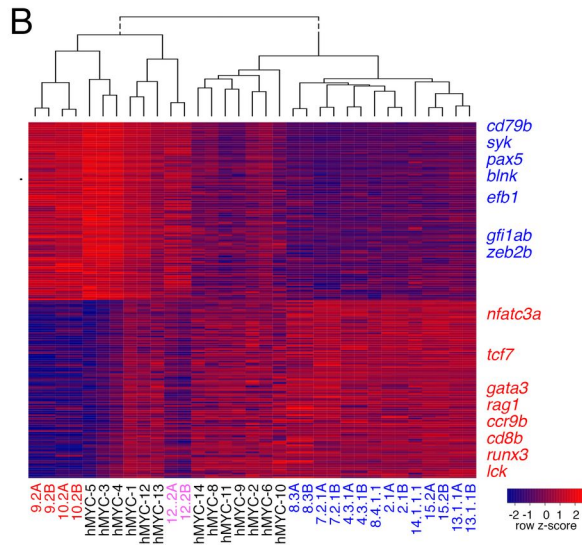 B
cd79b
syk
pax5
blnk
efb1
gfi1ab
zeb2b
nfatc3a
tcf7
gata3
rag1
ccr9b
cd8b
runx3
lck
9.2A
9.2B
10.2A
10.2B
hMYC-5
hMYC-3
hMYC-4
hMYC-1
hMYC-12
hMYC-13
12..2A
12.2B
hMYC-14
hMYC-8
hMYC-11
hMYC-9
hMYC-2
hMYC-6
hMYC-10
8.3A
8.3B
7.2.1A
7.2.1B
4.3.1A
4.3.1B
8.4.1.1
2.1A
2.1B
14.1.1.1
15.2A
15.2B
13.1.1A
13.1.1B
-2 -1 0 1 2
row z-score